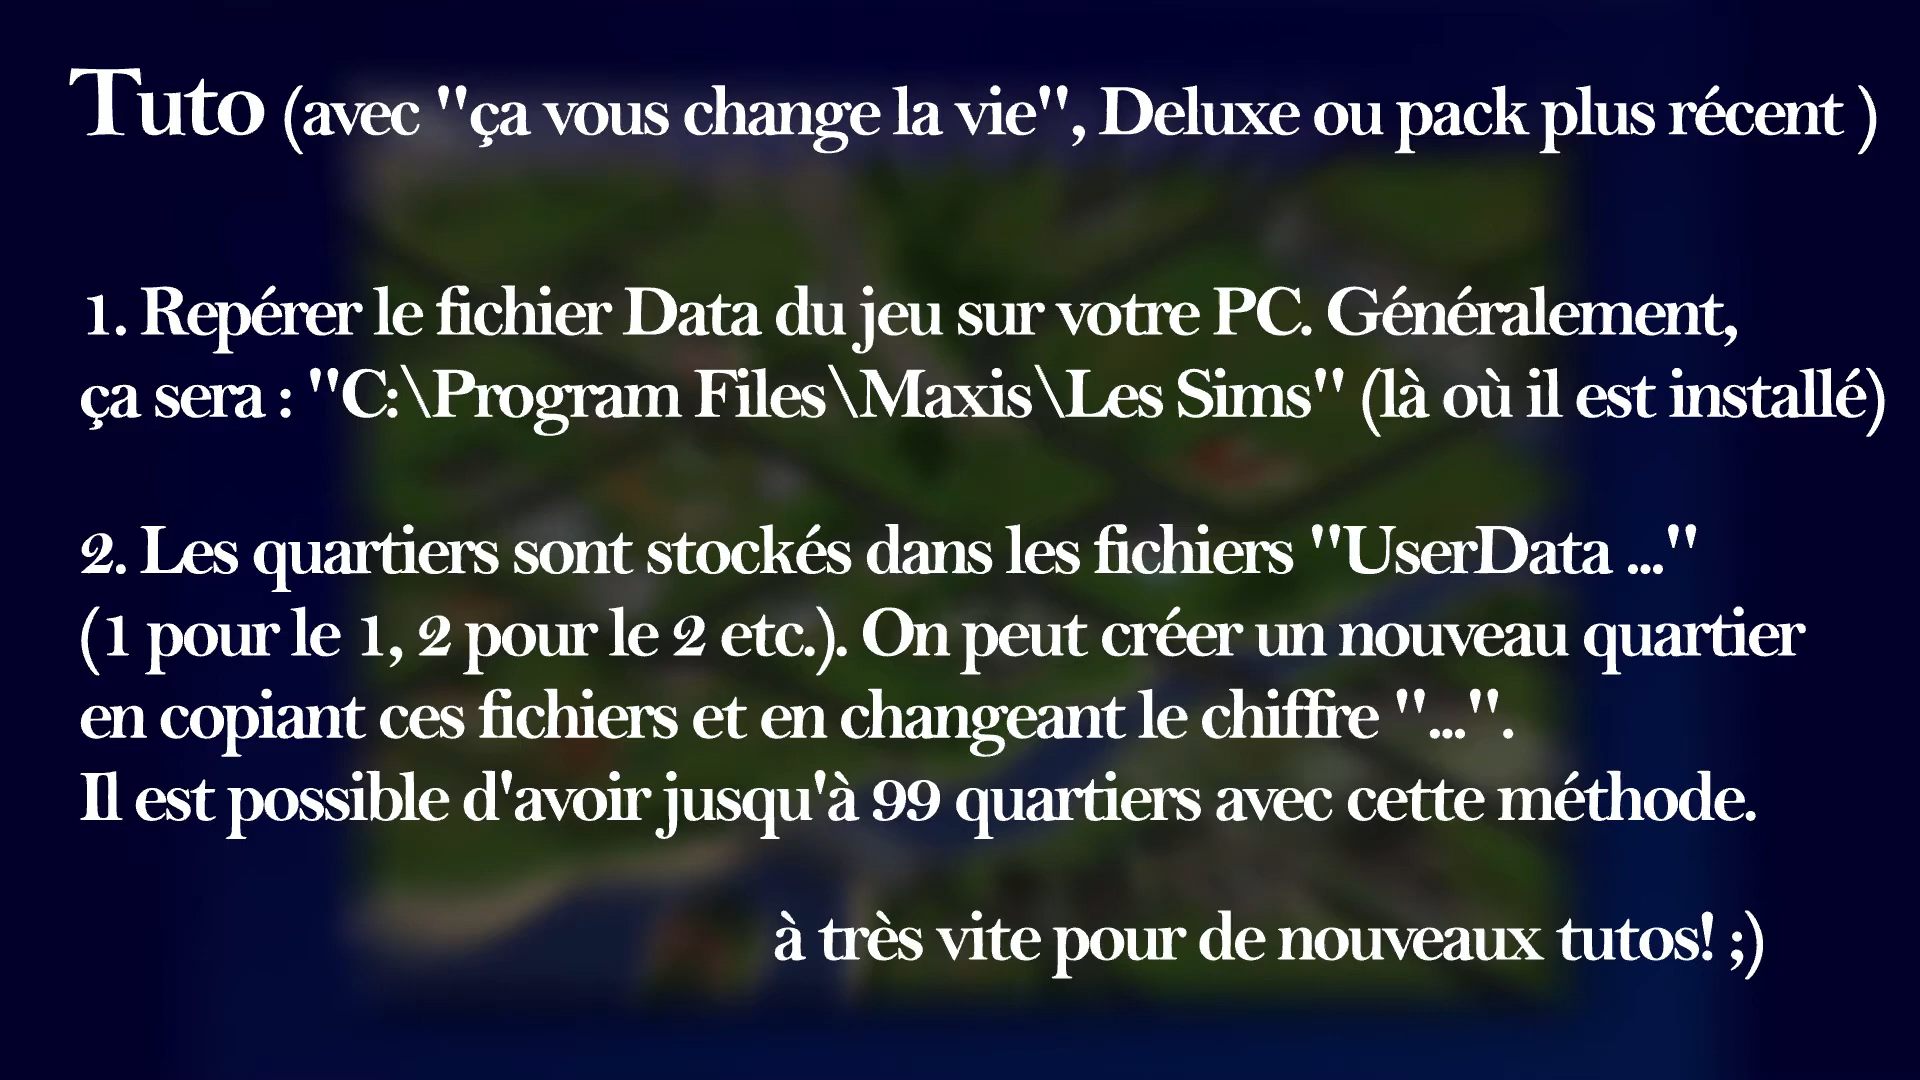 Tuto (avec "ça vous change la vie", Deluxe ou pack plus récent )
1. Repérer le fichier Data du jeu sur votre PC. Généralement,
ça sera : "C:\Program Files\Maxis\Les Sims" (là où il est installé)
2. Les quartiers sont stockés dans les fichiers "UserData ..."
(1 pour le 1, 2 pour le 2 etc.). On peut créer un nouveau quartier
en copiant ces fichiers et en changeant le chiffre "...".
Il est possible d'avoir jusqu'à 99 quartiers avec cette méthode.
à très vite pour de nouveaux tutos! ;)